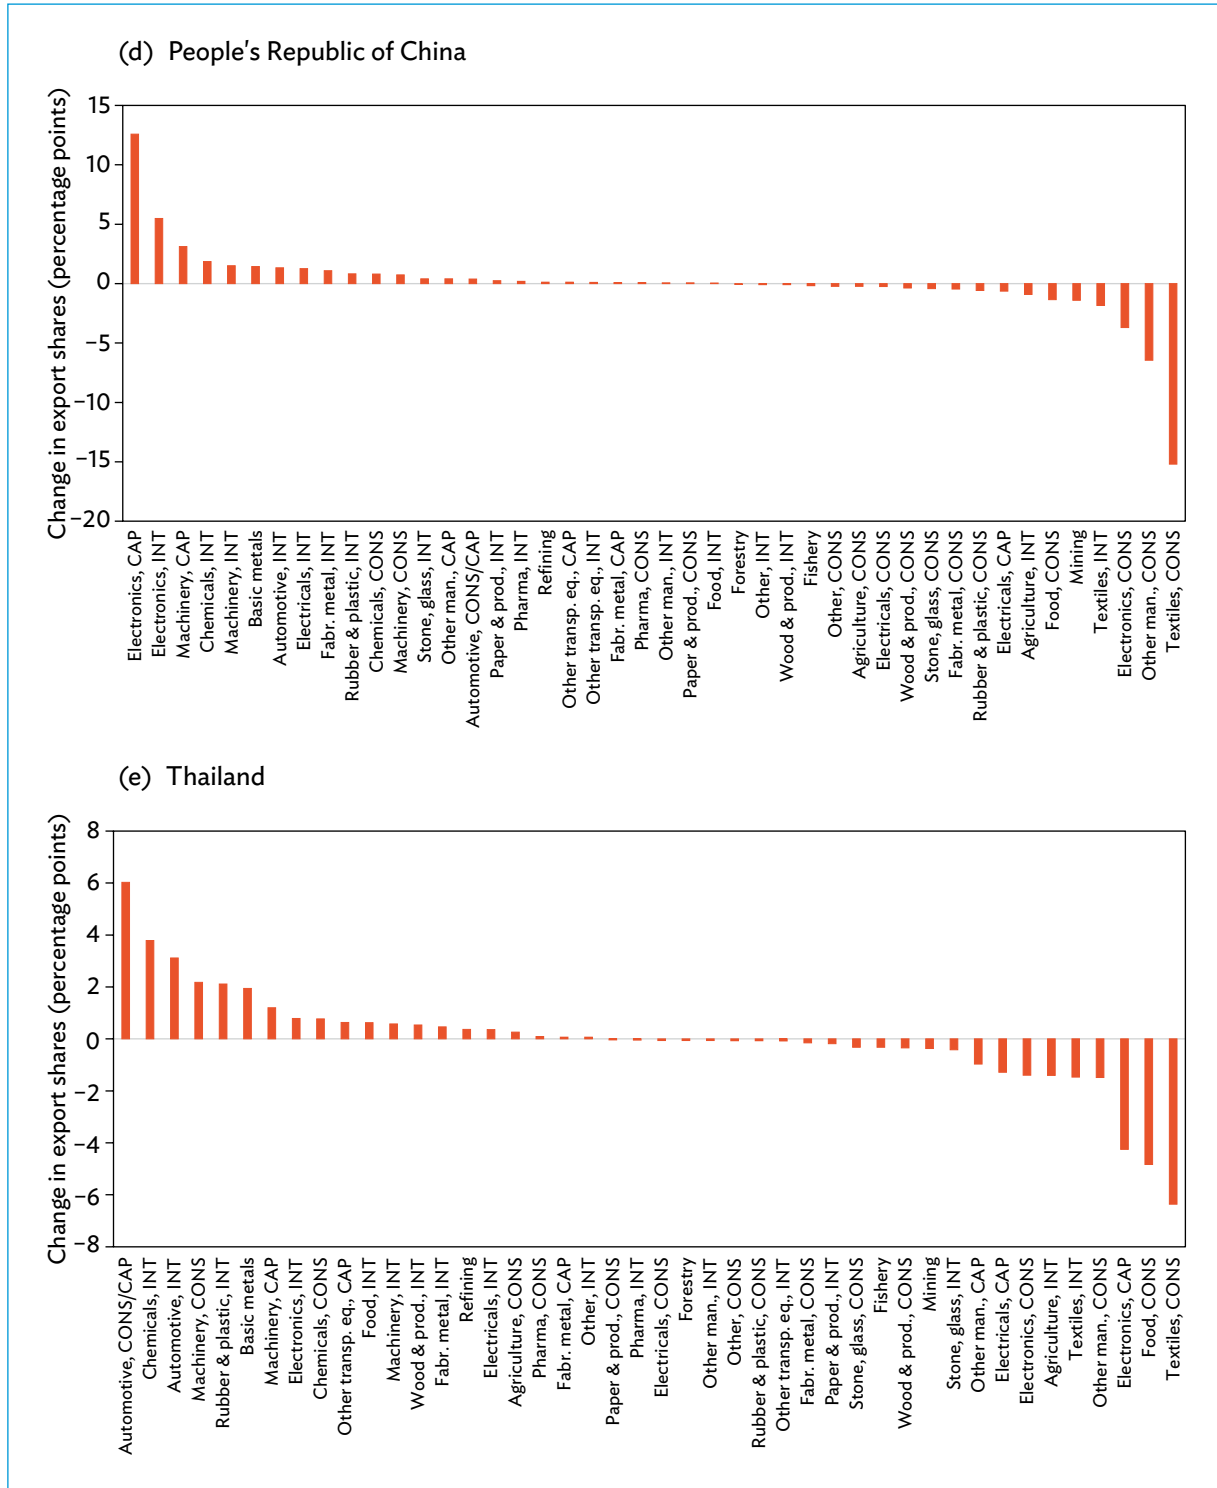 (d) People's Republic of China
Change in export shares (percentage points)
15
10
5
0
−5
−10
−15
−20
Electronics, CAP
Electronics, INT
Machinery, CAP
Chemicals, INT
Machinery, INT
Basic metals
Automotive, INT
Electricals, INT
Fabr. metal, INT
Rubber & plastic, INT
Chemicals, CONS
Machinery, CONS
Stone, glass, INT
Other man., CAP
Automotive, CONS/CAP
Paper & prod., INT
Pharma, INT
Refining
Other transp. eq., CAP
Other transp. eq., INT
Fabr. metal, CAP
Pharma, CONS
Other man., INT
Paper & prod., CONS
Food, INT
Forestry
Other, INT
Wood & prod., INT
Fishery
Other, CONS
Agriculture, CONS
Electricals, CONS
Wood & prod., CONS
Stone, glass, CONS
Fabr. metal, CONS
Rubber & plastic, CONS
Electricals, CAP
Agriculture, INT
Food, CONS
Mining
Textiles, INT
Electronics, CONS
Other man., CONS
Textiles, CONS
(e) Thailand
Change in export shares (percentage points)
8
6
4
2
0
−2
−4
−6
−8
Automotive, CONS/CAP
Chemicals, INT
Automotive, INT
Machinery, CONS
Rubber & plastic, INT
Basic metals
Machinery, CAP
Electronics, INT
Chemicals, CONS
Other transp. eq., CAP
Food, INT
Machinery, INT
Wood & prod., INT
Fabr. metal, INT
Refining
Electricals, INT
Agriculture, CONS
Pharma, CONS
Fabr. metal, CAP
Other, INT
Paper & prod., CONS
Pharma, INT
Electricals, CONS
Forestry
Other man., INT
Other, CONS
Rubber & plastic, CONS
Other transp. eq., INT
Fabr. metal, CONS
Paper & prod., INT
Stone, glass, CONS
Fishery
Wood & prod., CONS
Mining
Stone, glass, INT
Other man., CAP
Electricals, CAP
Electronics, CONS
Agriculture, INT
Textiles, INT
Other man., CONS
Electronics, CAP
Food, CONS
Textiles, CONS